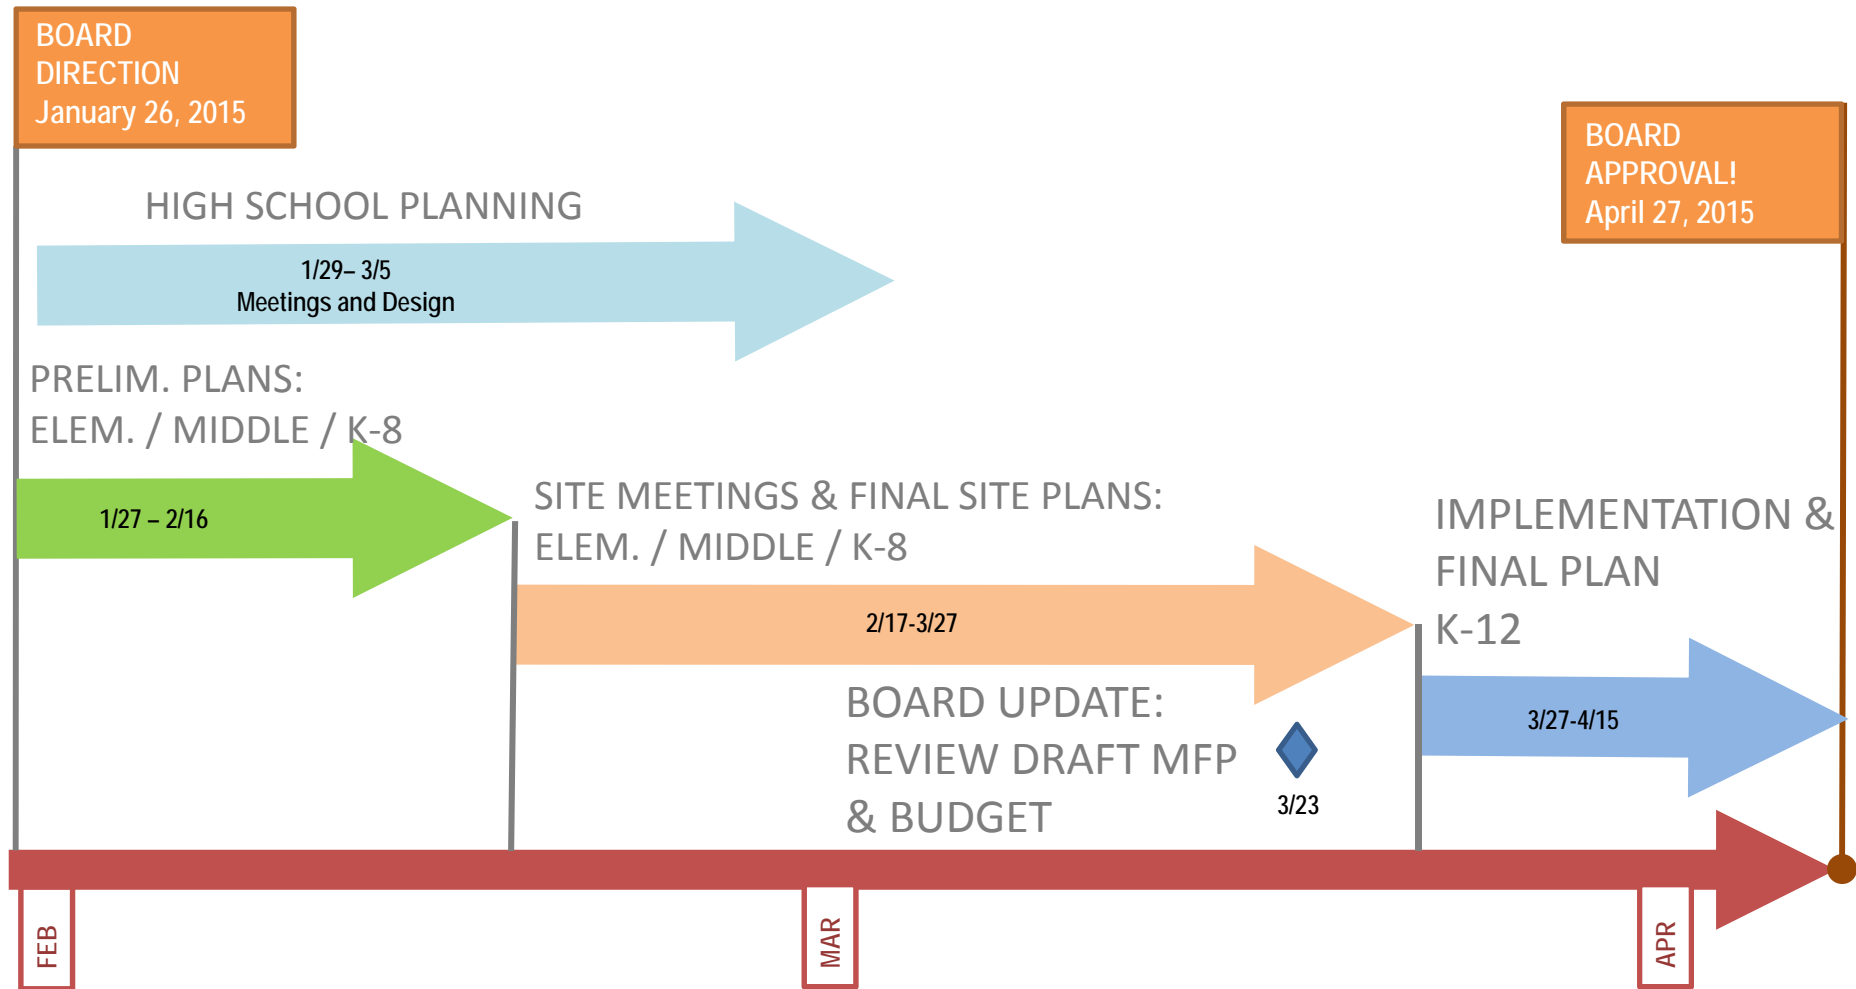 BOARD
DIRECTION
January 26, 2015
BOARD
APPROVAL!
April 27, 2015
HIGH SCHOOL PLANNING
1/29– 3/5
Meetings and Design
PRELIM. PLANS:
ELEM. / MIDDLE / K-8
1/27 – 2/16
SITE MEETINGS & FINAL SITE PLANS:
ELEM. / MIDDLE / K-8
2/17-3/27
IMPLEMENTATION &
FINAL PLAN
K-12
3/27-4/15
BOARD UPDATE:
REVIEW DRAFT MFP
& BUDGET
3/23
FEB
MAR
APR